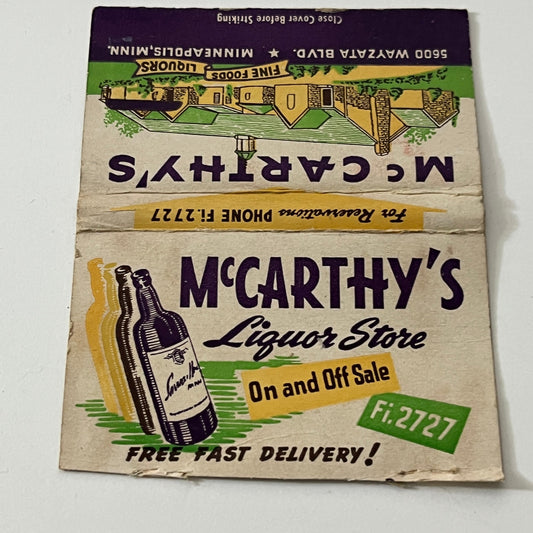 Close Cover Before Striking
5600 WAYZATA BLVD. ★ MINNEAPOLIS, MINN.
FINE FOODS LIQUORS
McCARTHY'S
For Reservations PHONE Fi.2727
McCARTHY'S
Liquor Store
On and Off Sale
Fi.2727
FREE FAST DELIVERY!